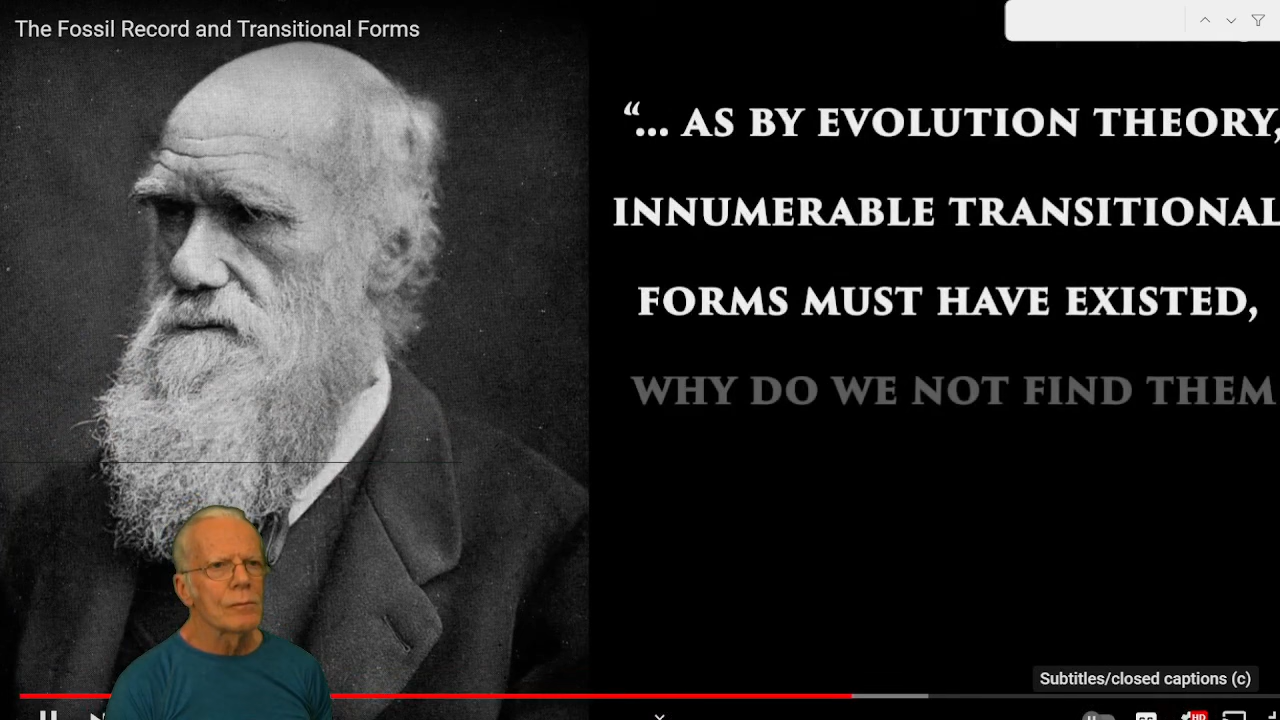 The Fossil Record and Transitional Forms
“... AS BY EVOLUTION THEORY,
INNUMERABLE TRANSITIONAL
FORMS MUST HAVE EXISTED,
WHY DO WE NOT FIND THEM
Subtitles/closed captions (c)
HD